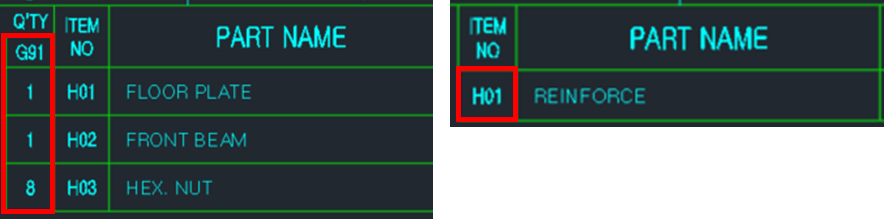 Q'TY ITEM NO PART NAME
G91
1 H01 FLOOR PLATE
1 H02 FRONT BEAM
8 H03 HEX. NUT
ITEM NO PART NAME
H01 REINFORCE